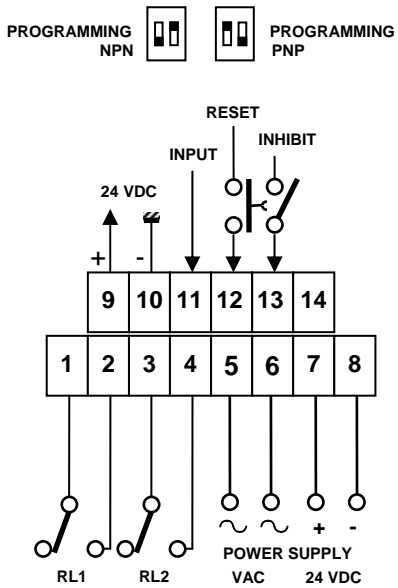 PROGRAMMING NPN
PROGRAMMING PNP
RESET
INHIBIT
INPUT
24 VDC
+ -
9 10 11 12 13 14
1 2 3 4 5 6 7 8
+ -
POWER SUPPLY
RL1 RL2 VAC 24 VDC